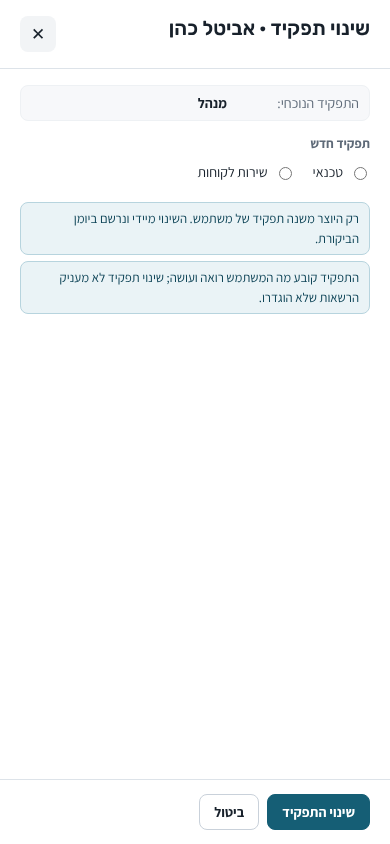 שינוי תפקיד • אביטל כהן
✕
התפקיד הנוכחי: מנהל
תפקיד חדש
טכנאי
שירות לקוחות
רק היוצר משנה תפקיד של משתמש. השינוי מיידי ונרשם ביומן
הביקורת.
התפקיד קובע מה המשתמש רואה ועושה; שינוי תפקיד לא מעניק
הרשאות שלא הוגדרו.
שינוי התפקיד
ביטול